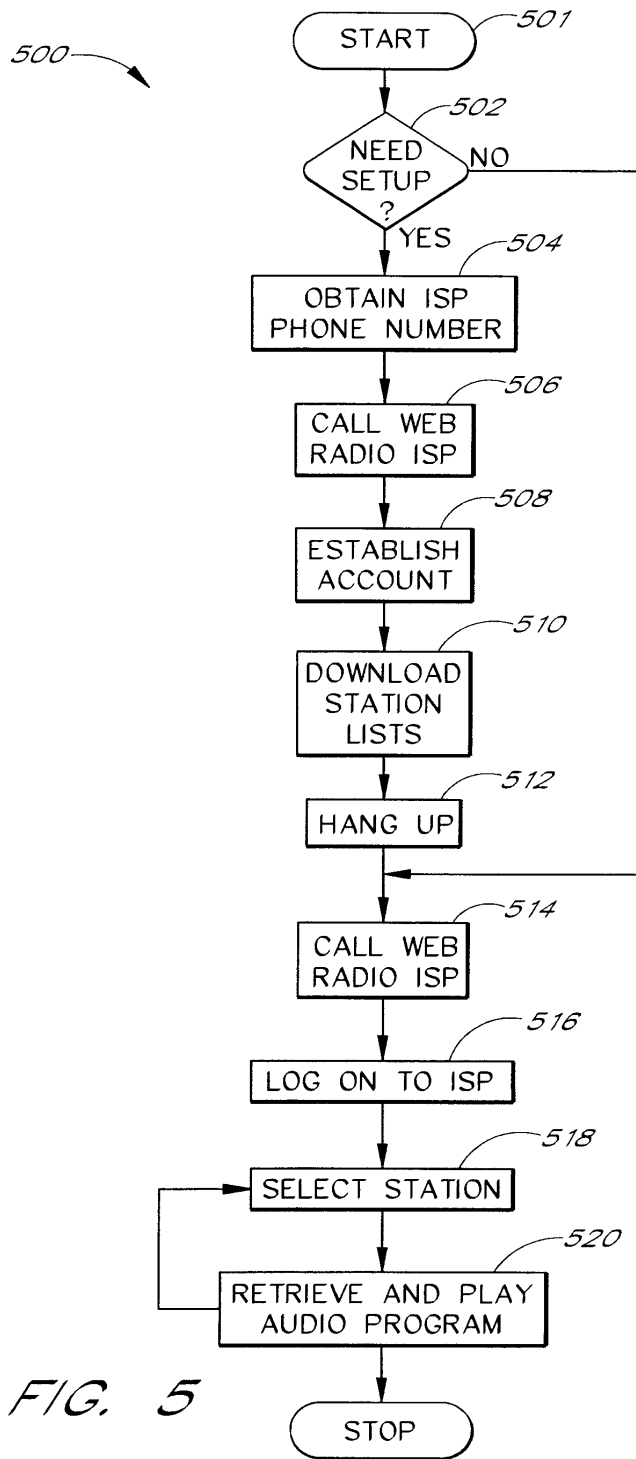 START
501
500
502
NEED
SETUP
?
NO
YES
504
OBTAIN ISP
PHONE NUMBER
506
CALL WEB
RADIO ISP
508
ESTABLISH
ACCOUNT
510
DOWNLOAD
STATION
LISTS
512
HANG UP
514
CALL WEB
RADIO ISP
516
LOG ON TO ISP
518
SELECT STATION
520
RETRIEVE AND PLAY
AUDIO PROGRAM
FIG. 5
STOP